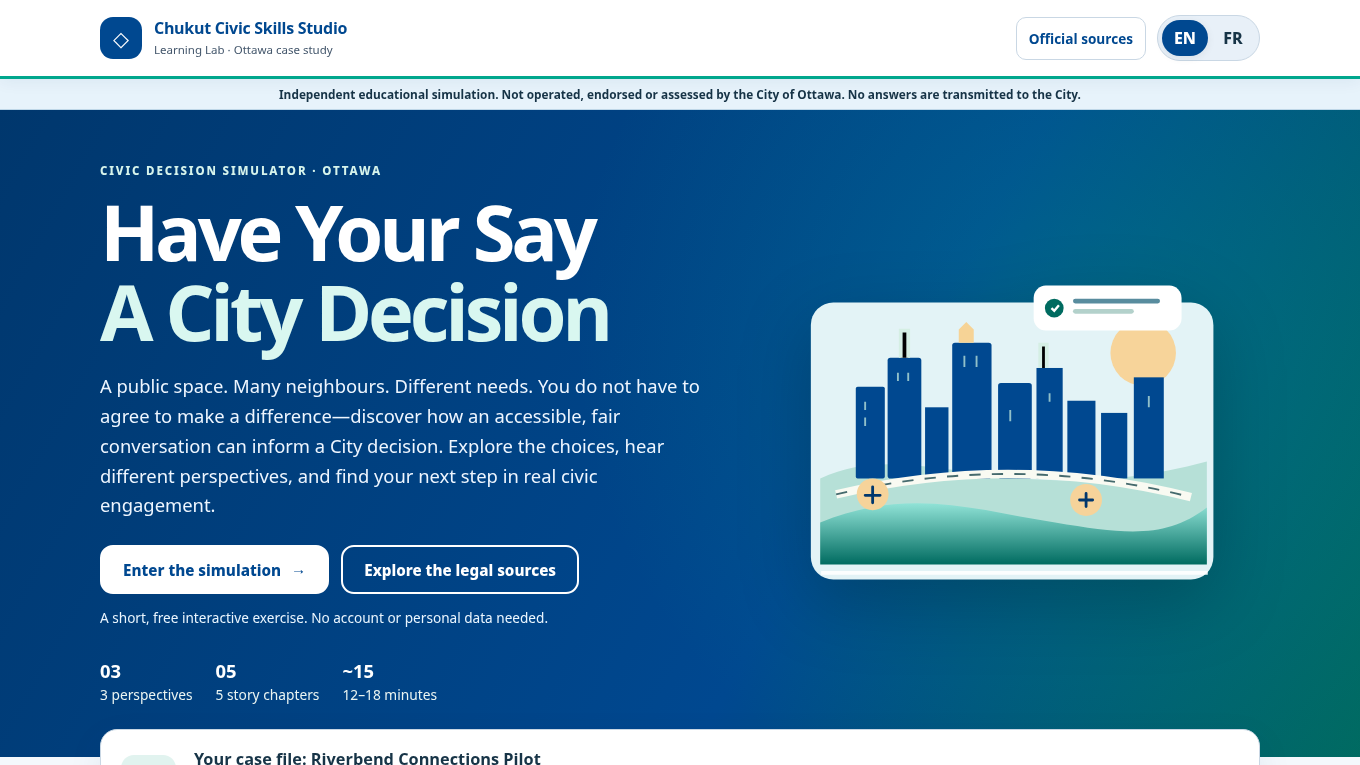 Chukut Civic Skills Studio
Learning Lab · Ottawa case study
Official sources
EN
FR
Independent educational simulation. Not operated, endorsed or assessed by the City of Ottawa. No answers are transmitted to the City.
CIVIC DECISION SIMULATOR · OTTAWA
Have Your Say
A City Decision
A public space. Many neighbours. Different needs. You do not have to
agree to make a difference—discover how an accessible, fair
conversation can inform a City decision. Explore the choices, hear
different perspectives, and find your next step in real civic
engagement.
Enter the simulation →
Explore the legal sources
A short, free interactive exercise. No account or personal data needed.
03
3 perspectives
05
5 story chapters
~15
12–18 minutes
Your case file: Riverbend Connections Pilot